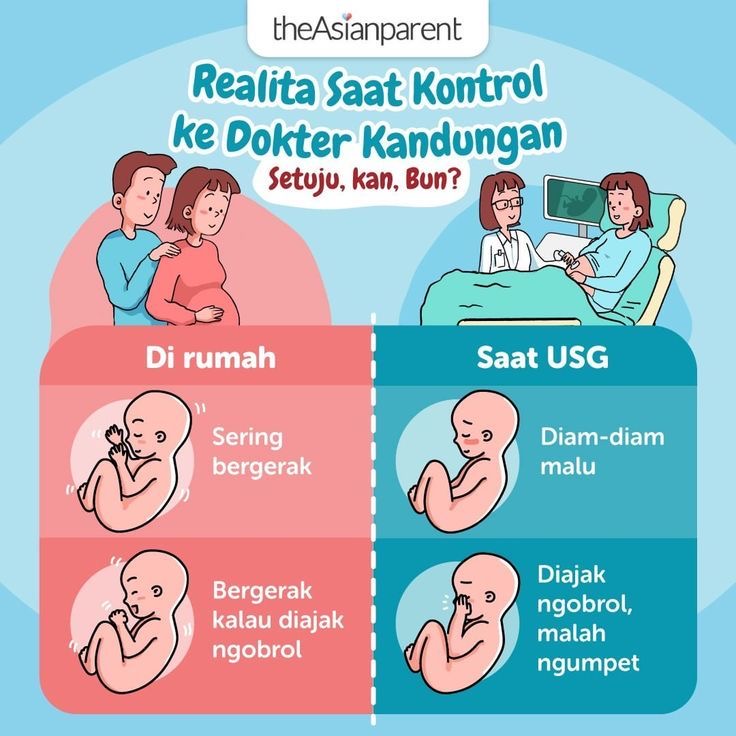 theAsianparent
Realita Saat Kontrol
ke Dokter Kandungan
Setuju, kan, Bun?
Di rumah
Saat USG
Sering
bergerak
Diam-diam
malu
Bergerak
kalau diajak
ngobrol
Diajak
ngobrol,
malah
ngumpet